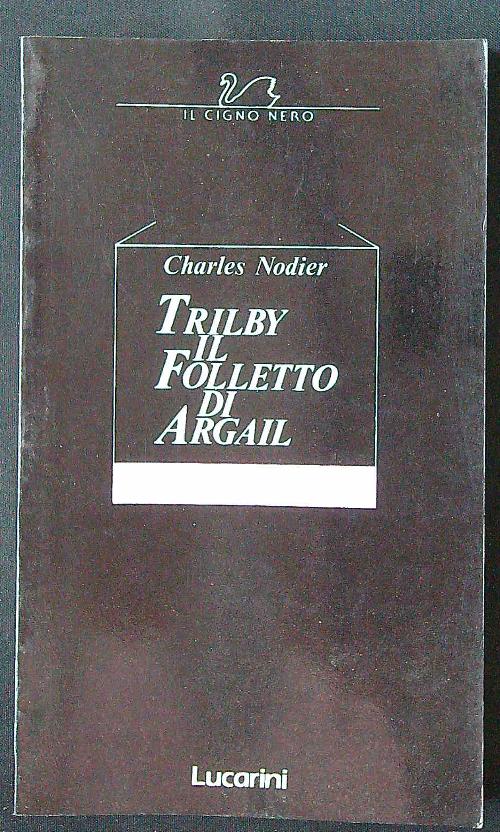 IL CIGNO NERO
Charles Nodier
TRILBY
IL
FOLLETTO
DI
ARGAIL
Lucarini